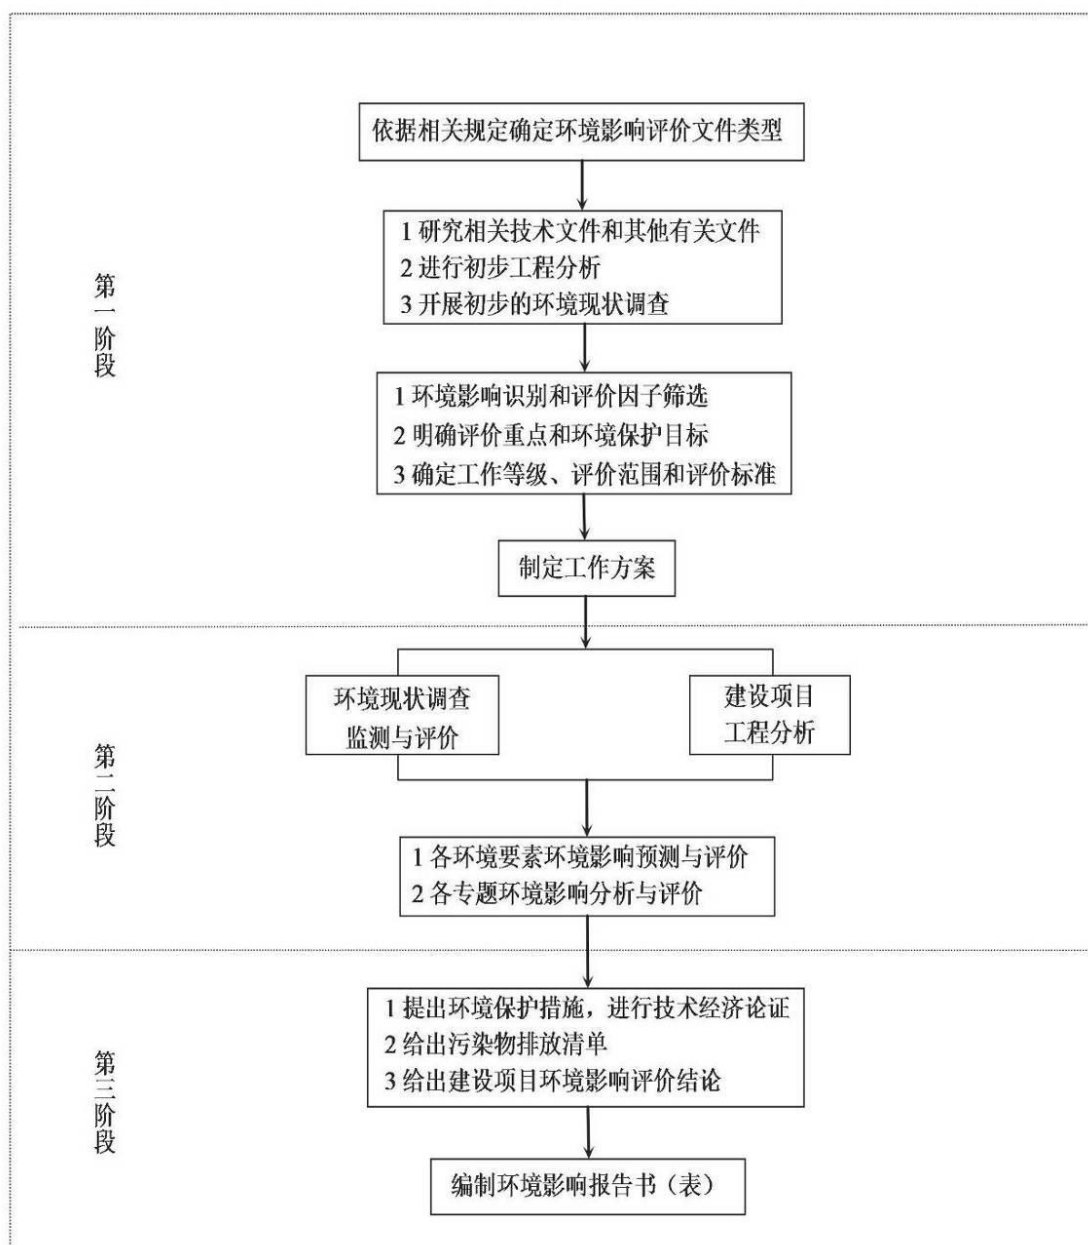 依据相关规定确定环境影响评价文件类型
1 研究相关技术文件和其他有关文件
2 进行初步工程分析
3 开展初步的环境现状调查
第一阶段
1 环境影响识别和评价因子筛选
2 明确评价重点和环境保护目标
3 确定工作等级、评价范围和评价标准
制定工作方案
环境现状调查
监测与评价
建设项目
工程分析
第二阶段
1 各环境要素环境影响预测与评价
2 各专题环境影响分析与评价
1 提出环境保护措施，进行技术经济论证
2 给出污染物排放清单
3 给出建设项目环境影响评价结论
第三阶段
编制环境影响报告书（表）